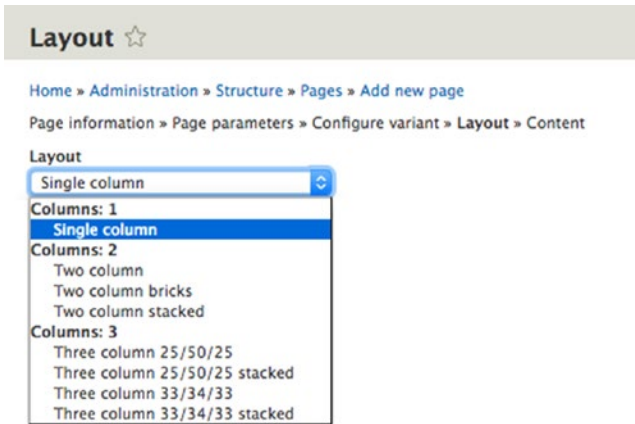 Layout
Home » Administration » Structure » Pages » Add new page
Page information » Page parameters » Configure variant » Layout » Content
Layout
Single column
Columns: 1
Single column
Columns: 2
Two column
Two column bricks
Two column stacked
Columns: 3
Three column 25/50/25
Three column 25/50/25 stacked
Three column 33/34/33
Three column 33/34/33 stacked